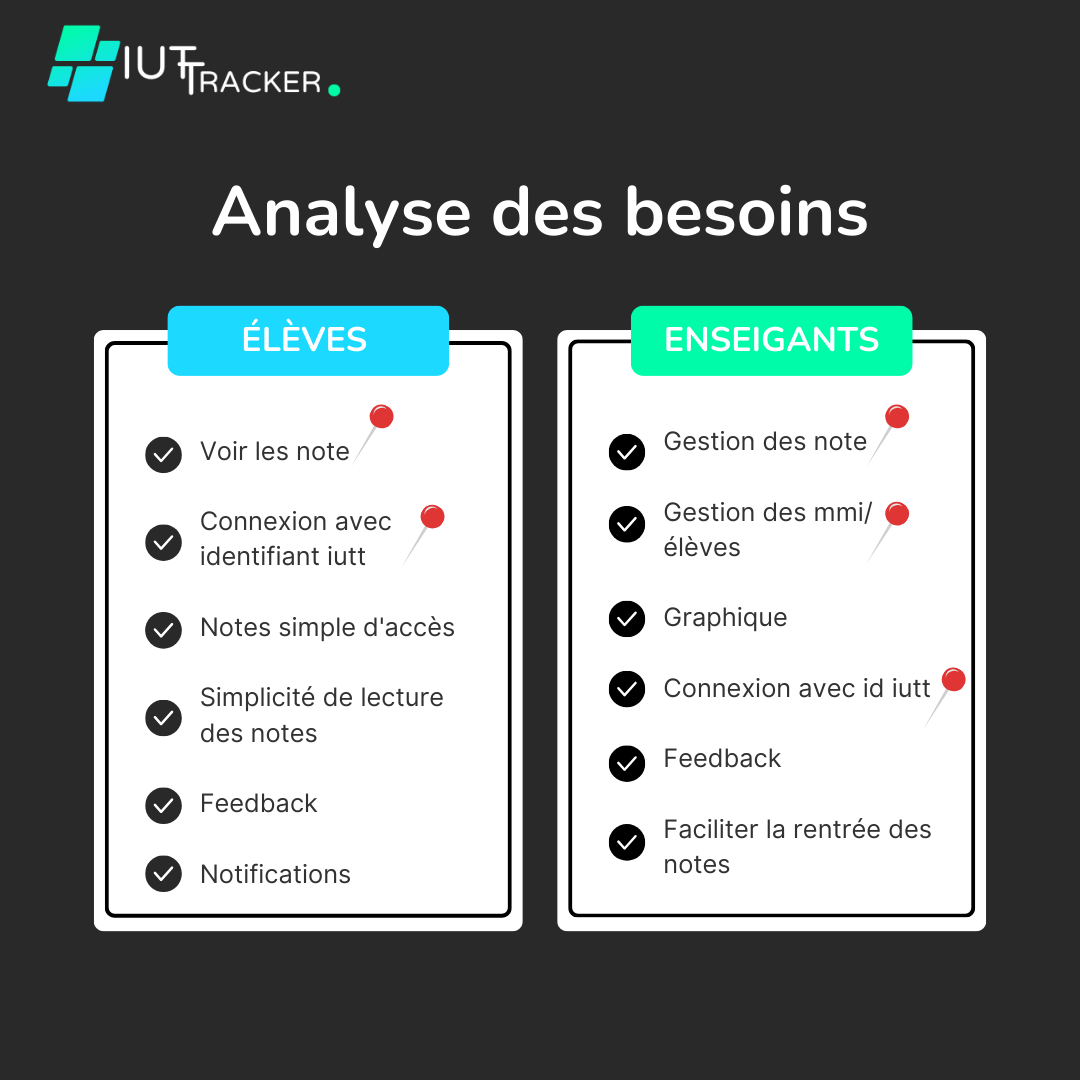 IUT TRACKER
Analyse des besoins
ÉLÈVES
Voir les note
Connexion avec
identifiant iutt
Notes simple d'accès
Simplicité de lecture
des notes
Feedback
Notifications
ENSEIGANTS
Gestion des note
Gestion des mmi/
élèves
Graphique
Connexion avec id iutt
Feedback
Faciliter la rentrée des
notes